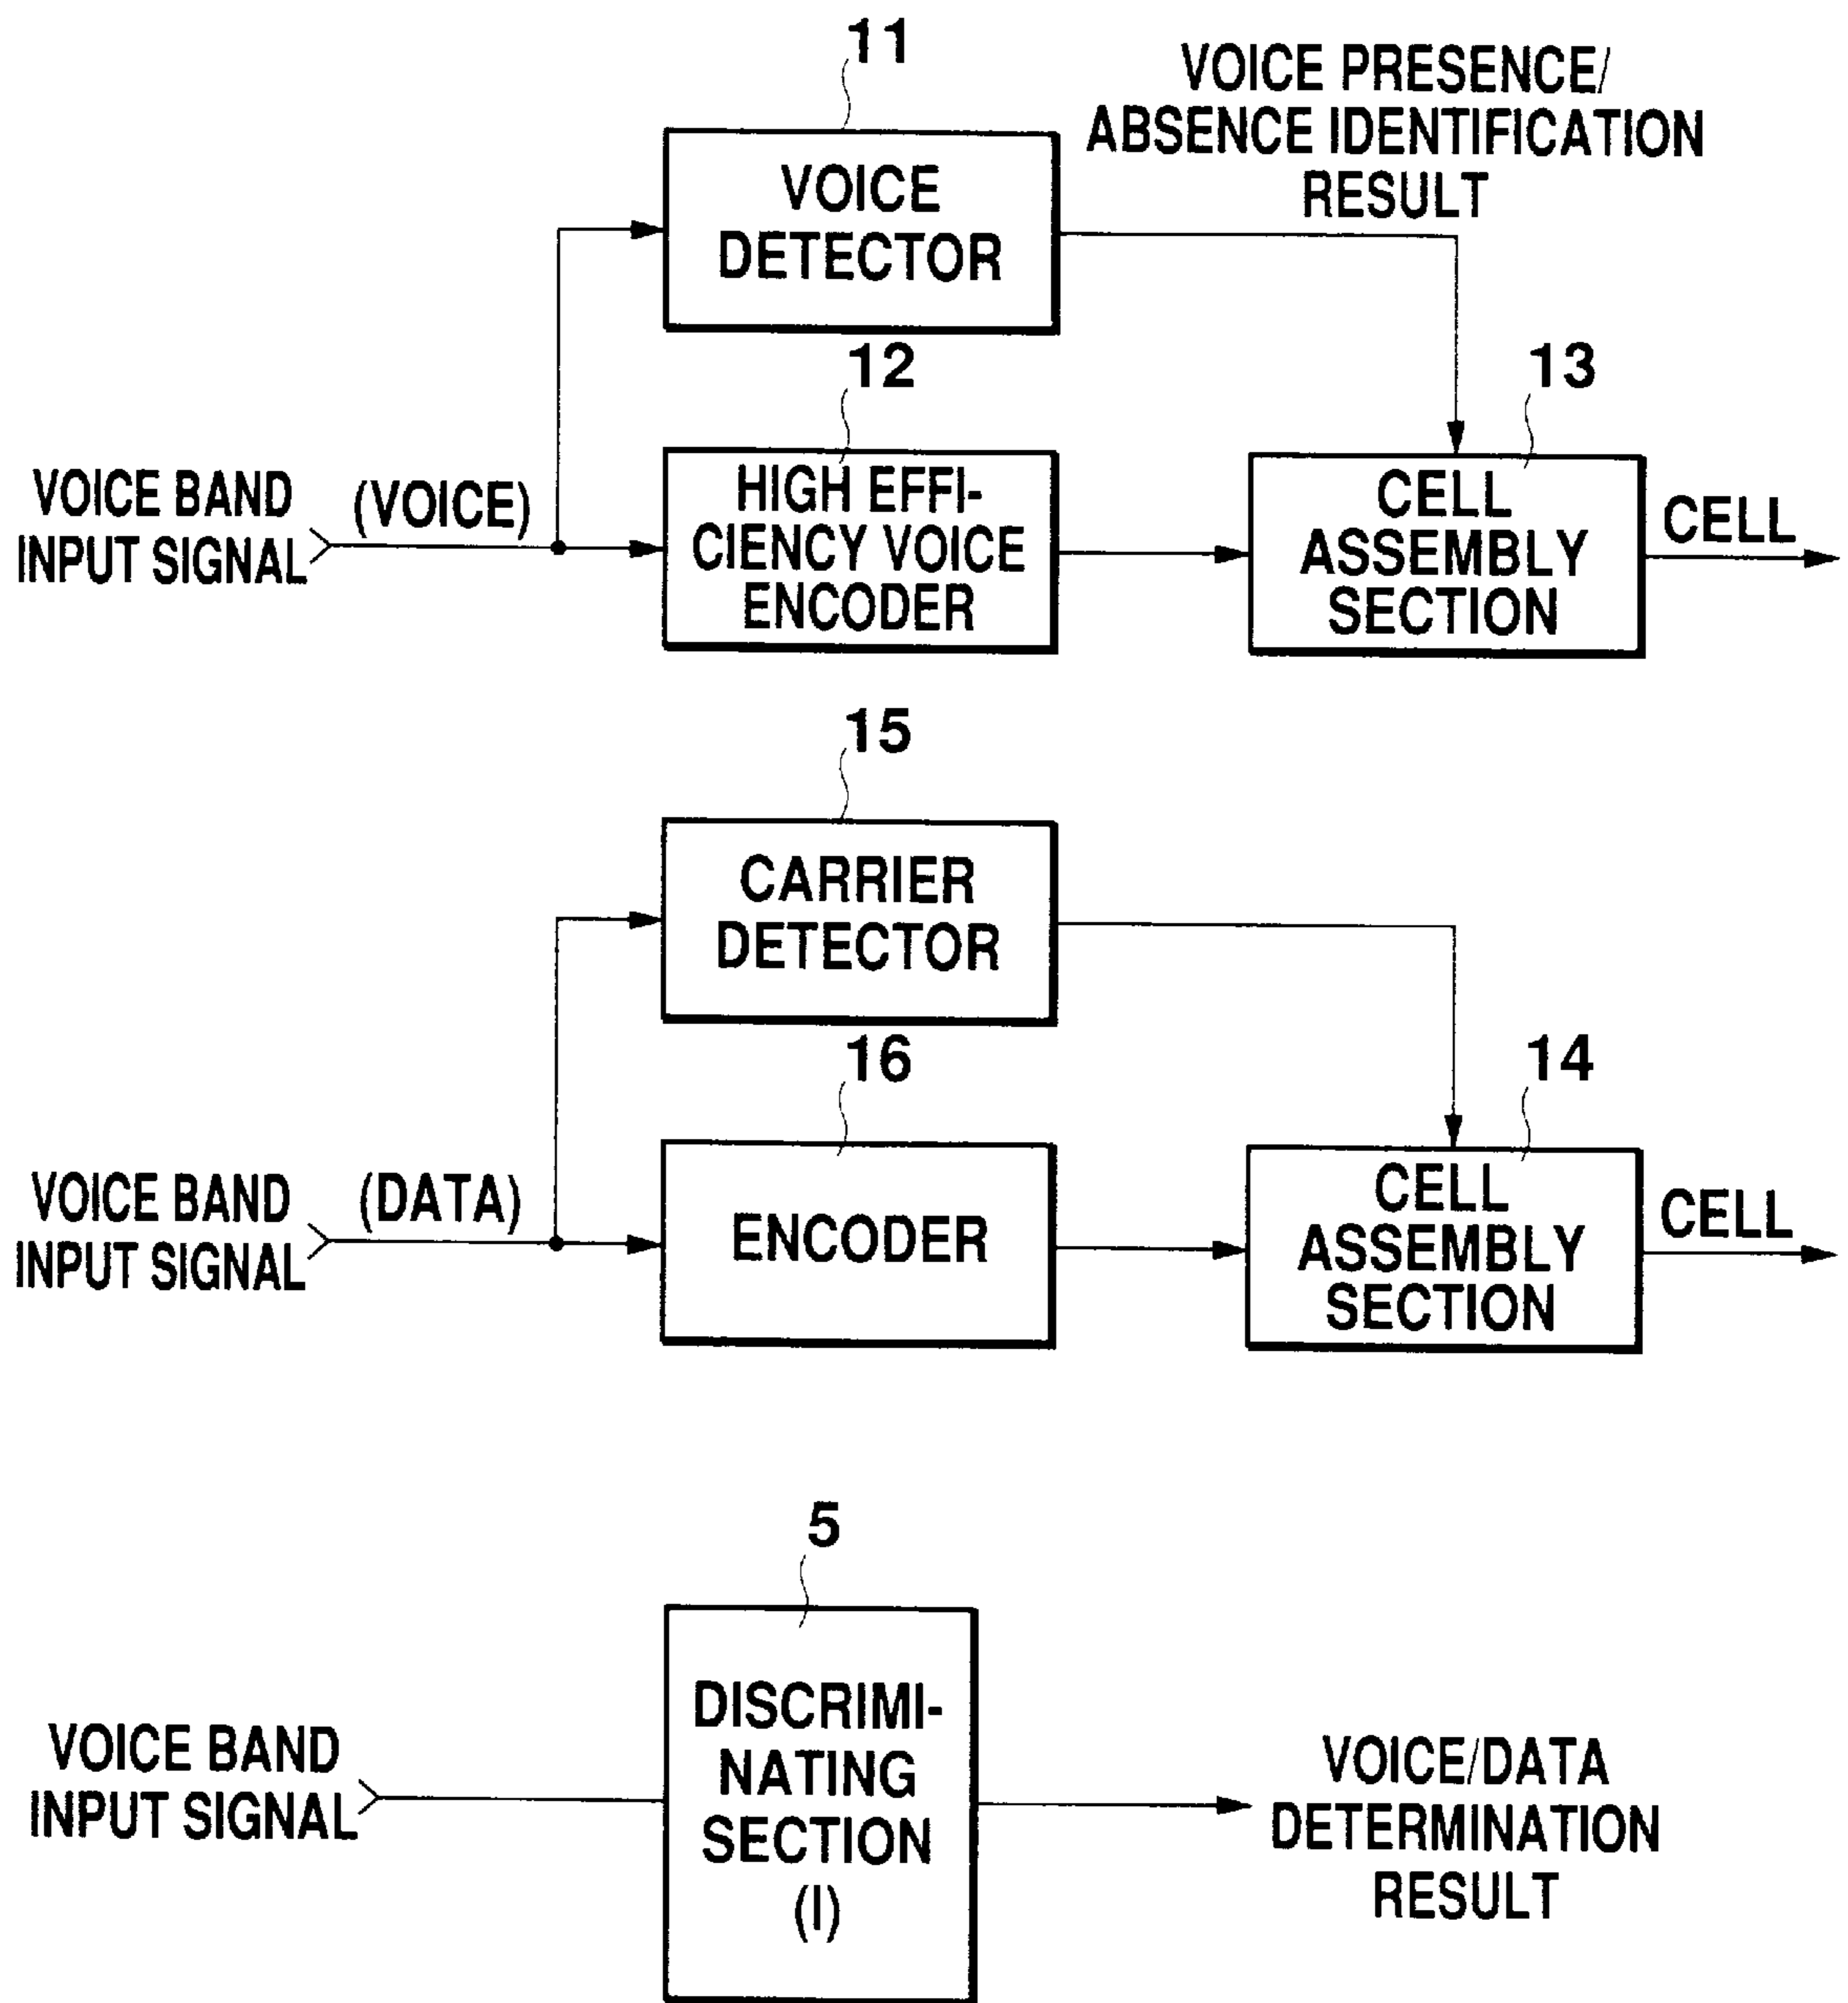 11
VOICE PRESENCE/
ABSENCE IDENTIFICATION
RESULT
VOICE
DETECTOR
12
13
VOICE BAND
INPUT SIGNAL
(VOICE)
HIGH EFFI-
CIENCY VOICE
ENCODER
CELL
ASSEMBLY
SECTION
CELL
15
CARRIER
DETECTOR
16
14
VOICE BAND
INPUT SIGNAL
(DATA)
ENCODER
CELL
ASSEMBLY
SECTION
CELL
5
VOICE BAND
INPUT SIGNAL
DISCRIMI-
NATING
SECTION
(I)
VOICE/DATA
DETERMINATION
RESULT